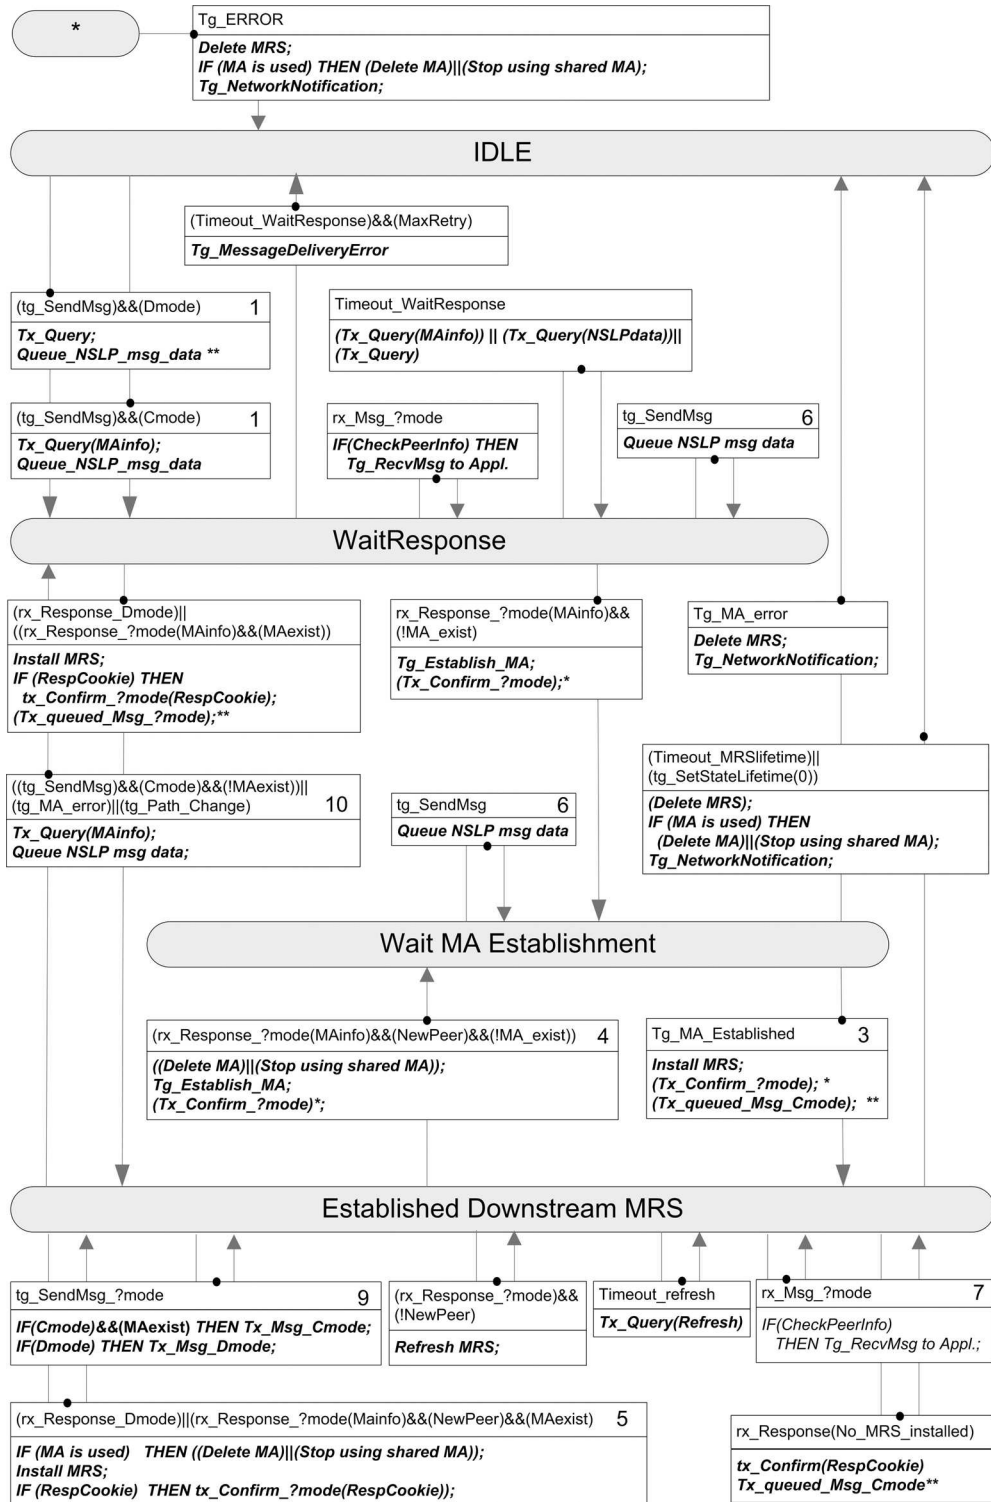 *
Tg_ERROR
Delete MRS;
IF (MA is used) THEN (Delete MA)||(Stop using shared MA);
Tg_NetworkNotification;
IDLE
(Timeout_WaitResponse)&&(MaxRetry)
Tg_MessageDeliveryError
(tg_SendMsg)&&(Dmode) 1
Tx_Query;
Queue_NSLP_msg_data **
Timeout_WaitResponse
(Tx_Query(MAinfo)) || (Tx_Query(NSLPdata))||
(Tx_Query)
(tg_SendMsg)&&(Cmode) 1
Tx_Query(MAinfo);
Queue_NSLP_msg_data
rx_Msg_?mode
IF(CheckPeerInfo) THEN
Tg_RecvMsg to Appl.
tg_SendMsg 6
Queue NSLP msg data
WaitResponse
(rx_Response_Dmode)||
((rx_Response_?mode(MAinfo)&&(MAexist))
Install MRS;
IF (RespCookie) THEN
tx_Confirm_?mode(RespCookie);
(Tx_queued_Msg_?mode);**
rx_Response_?mode(MAinfo)&&
(!MA_exist)
Tg_Establish_MA;
(Tx_Confirm_?mode);*
Tg_MA_error
Delete MRS;
Tg_NetworkNotification;
(Timeout_MRSlifetime)||
(tg_SetStateLifetime(0))
(Delete MRS);
IF (MA is used) THEN
(Delete MA)||(Stop using shared MA);
Tg_NetworkNotification;
((tg_SendMsg)&&(Cmode)&&(!MAexist))||
(tg_MA_error)||(tg_Path_Change) 10
Tx_Query(MAinfo);
Queue NSLP msg data;
tg_SendMsg 6
Queue NSLP msg data
Wait MA Establishment
(rx_Response_?mode(MAinfo)&&(NewPeer)&&(!MA_exist)) 4
((Delete MA)||(Stop using shared MA));
Tg_Establish_MA;
(Tx_Confirm_?mode)*;
Tg_MA_Established 3
Install MRS;
(Tx_Confirm_?mode); *
(Tx_queued_Msg_Cmode); **
Established Downstream MRS
tg_SendMsg_?mode 9
IF(Cmode)&&(MAexist) THEN Tx_Msg_Cmode;
IF(Dmode) THEN Tx_Msg_Dmode;
(rx_Response_?mode)&&
(!NewPeer)
Refresh MRS;
Timeout_refresh
Tx_Query(Refresh)
rx_Msg_?mode 7
IF(CheckPeerInfo)
THEN Tg_RecvMsg to Appl.;
(rx_Response_Dmode)||(rx_Response_?mode(Mainfo)&&(NewPeer)&&(MAexist) 5
IF (MA is used) THEN ((Delete MA)||(Stop using shared MA));
Install MRS;
IF (RespCookie) THEN tx_Confirm_?mode(RespCookie));
rx_Response(No_MRS_installed)
tx_Confirm(RespCookie)
Tx_queued_Msg_Cmode**